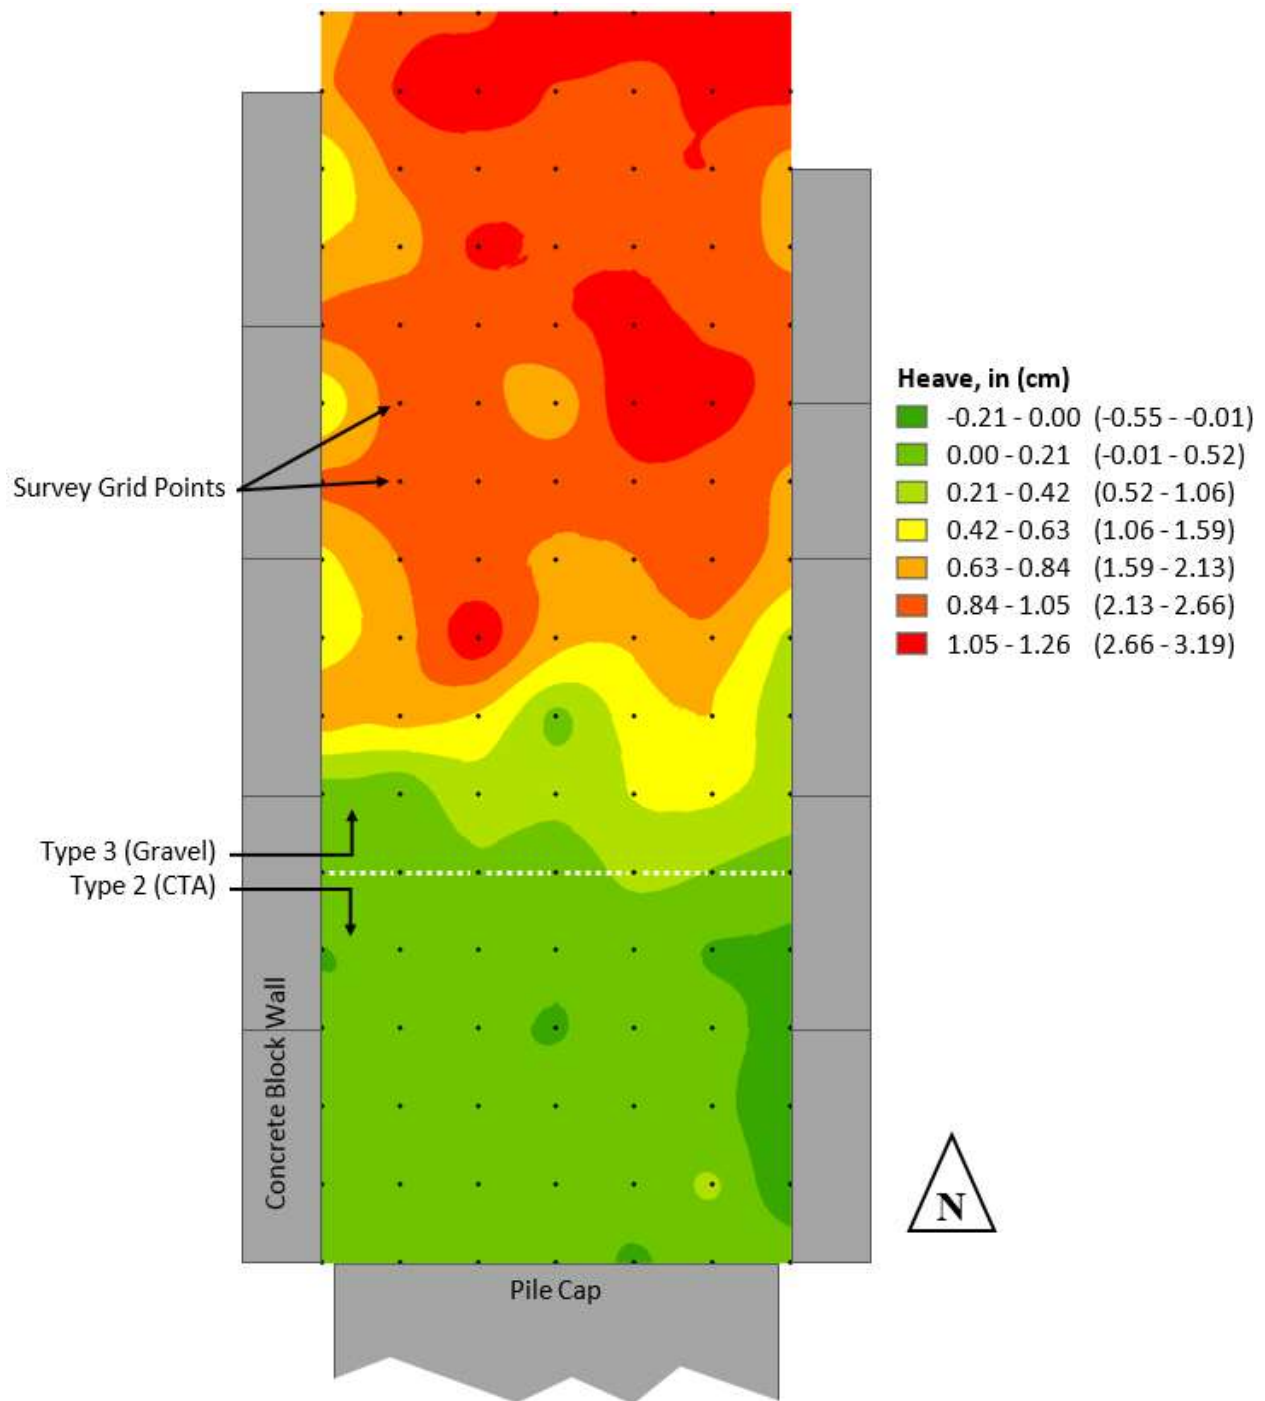 Heave, in (cm)
-0.21 - 0.00 (-0.55 - -0.01)
0.00 - 0.21 (-0.01 - 0.52)
0.21 - 0.42 (0.52 - 1.06)
0.42 - 0.63 (1.06 - 1.59)
0.63 - 0.84 (1.59 - 2.13)
0.84 - 1.05 (2.13 - 2.66)
1.05 - 1.26 (2.66 - 3.19)
Survey Grid Points
Type 3 (Gravel)
Type 2 (CTA)
Concrete Block Wall
N
Pile Cap